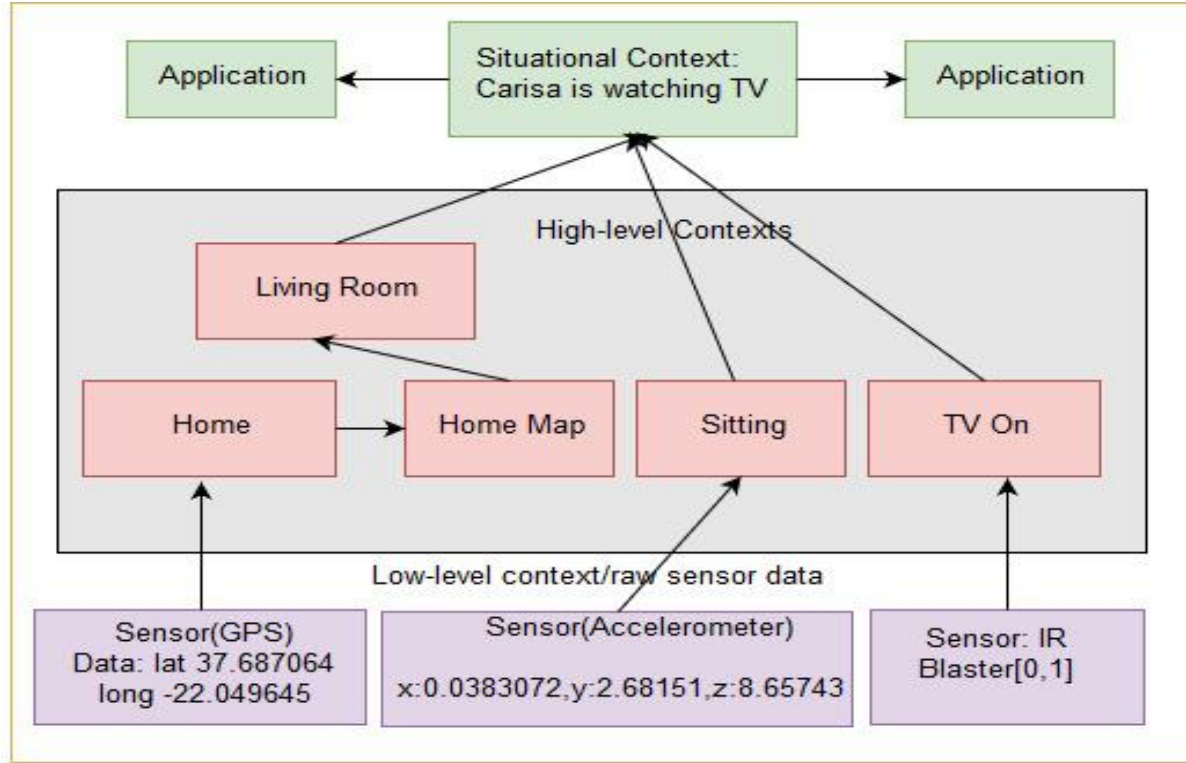 Application
Situational Context:
Carisa is watching TV
Application
High-level Contexts
Living Room
Home
Home Map
Sitting
TV On
Low-level context/raw sensor data
Sensor(GPS)
Data: lat 37.687064
long -22.049645
Sensor(Accelerometer)
x:0.0383072,y:2.68151,z:8.65743
Sensor: IR
Blaster[0,1]